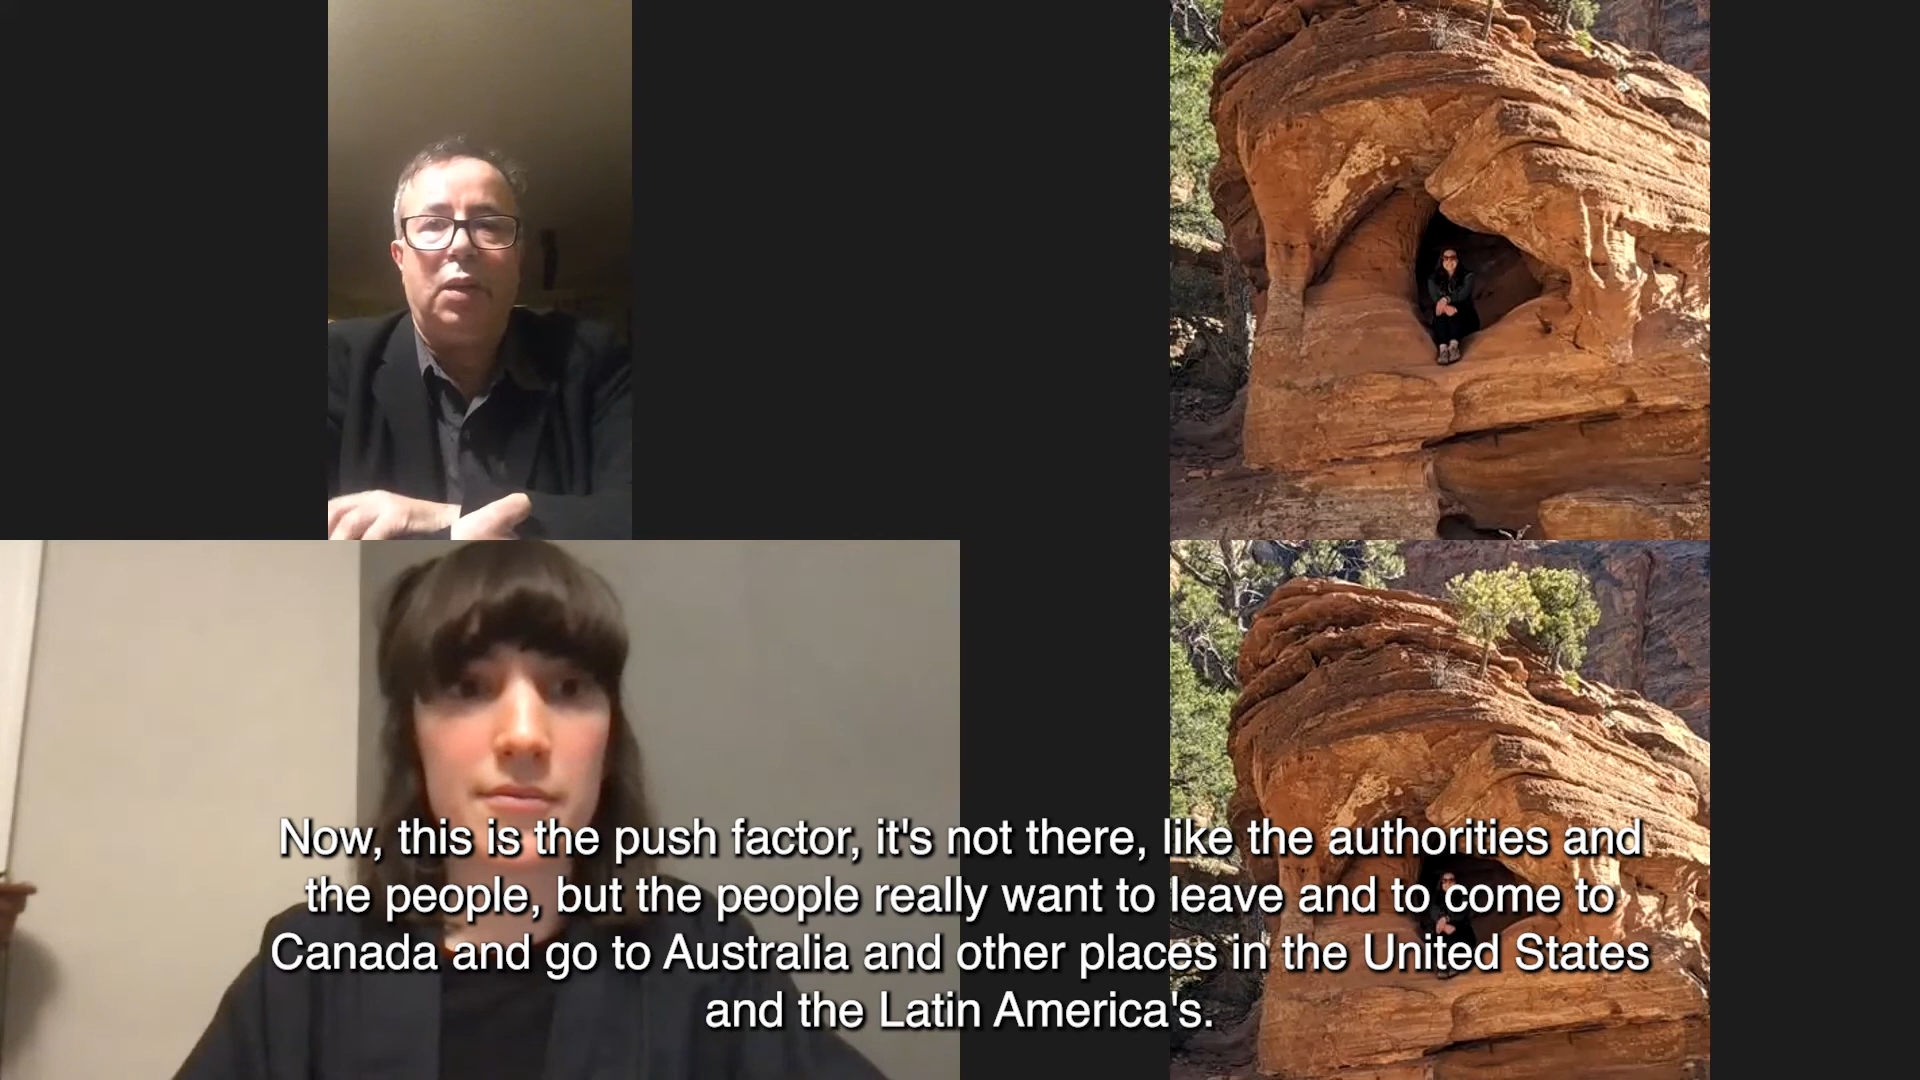 Now, this is the push factor, it's not there, like the authorities and
the people, but the people really want to leave and to come to
Canada and go to Australia and other places in the United States
and the Latin America's.